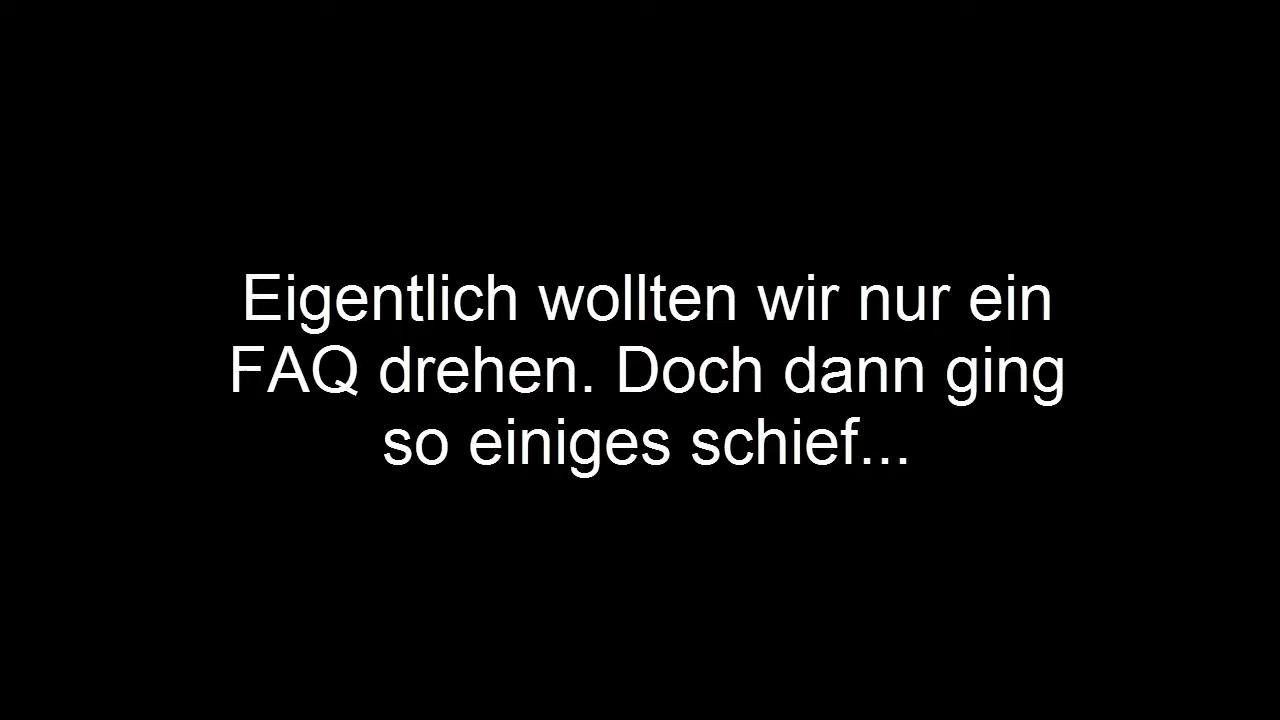 Eigentlich wollten wir nur ein
FAQ drehen. Doch dann ging
so einiges schief...